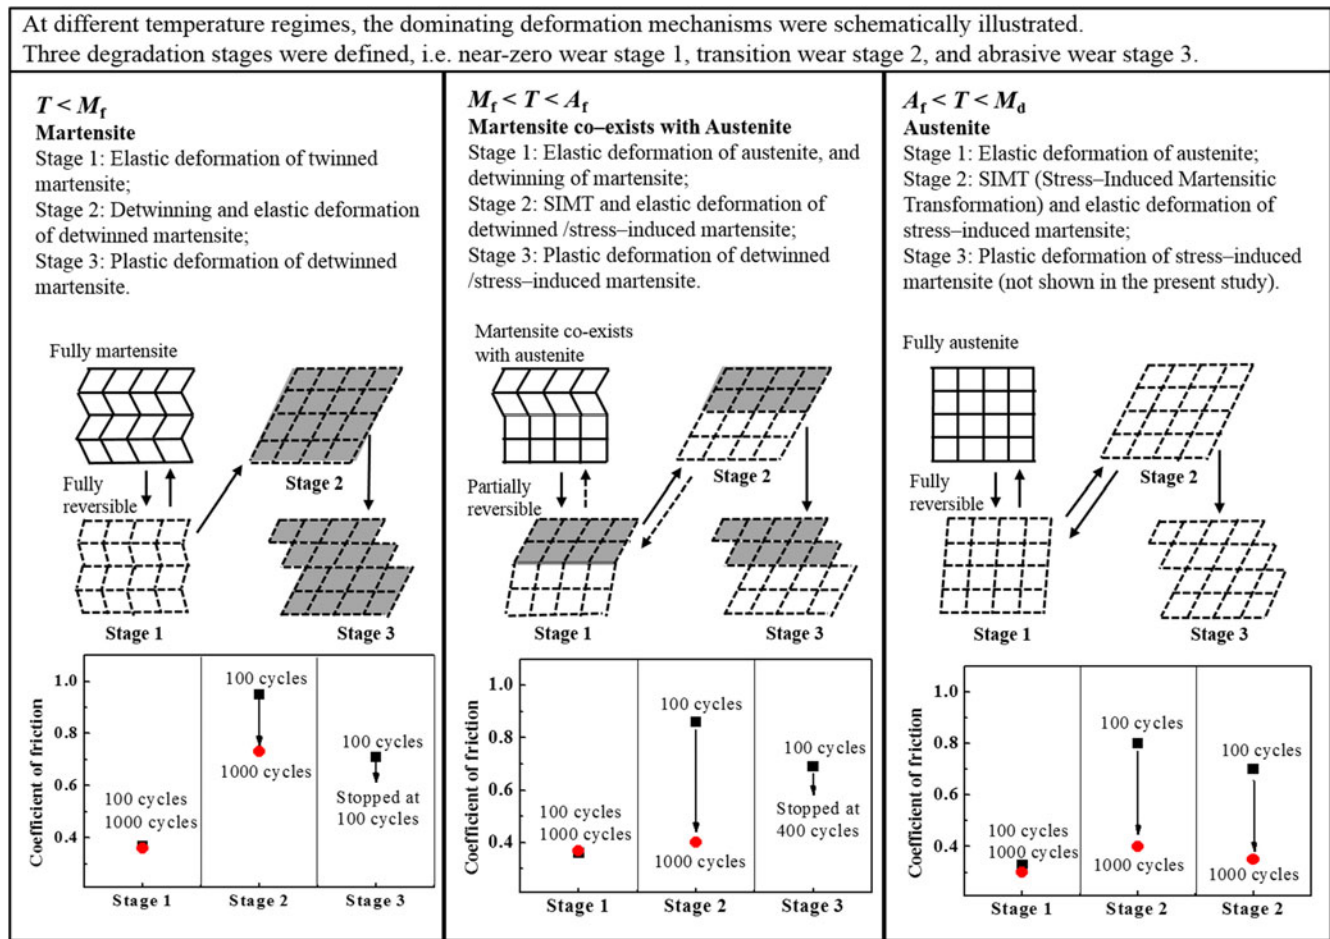 At different temperature regimes, the dominating deformation mechanisms were schematically illustrated.
Three degradation stages were defined, i.e. near-zero wear stage 1, transition wear stage 2, and abrasive wear stage 3.
T < Mf
Martensite
Stage 1: Elastic deformation of twinned
martensite;
Stage 2: Detwinning and elastic deformation
of detwinned martensite;
Stage 3: Plastic deformation of detwinned
martensite.
Fully martensite
Fully
reversible
Stage 2
Stage 1
Stage 3
Coefficient of friction
1.0
0.8
0.6
0.4
100 cycles
1000 cycles
100 cycles
1000 cycles
100 cycles
Stopped at
100 cycles
Stage 1
Stage 2
Stage 3
Mf < T < Af
Martensite co–exists with Austenite
Stage 1: Elastic deformation of austenite, and
detwinning of martensite;
Stage 2: SIMT and elastic deformation of
detwinned /stress–induced martensite;
Stage 3: Plastic deformation of detwinned
/stress–induced martensite.
Martensite co-exists
with austenite
Partially
reversible
Stage 2
Stage 1
Stage 3
Coefficient of friction
1.0
0.8
0.6
0.4
100 cycles
1000 cycles
100 cycles
1000 cycles
100 cycles
Stopped at
400 cycles
Stage 1
Stage 2
Stage 3
Af < T < Md
Austenite
Stage 1: Elastic deformation of austenite;
Stage 2: SIMT (Stress–Induced Martensitic
Transformation) and elastic deformation of
stress–induced martensite;
Stage 3: Plastic deformation of stress–induced
martensite (not shown in the present study).
Fully austenite
Fully
reversible
Stage 2
Stage 1
Stage 3
Coefficient of friction
1.0
0.8
0.6
0.4
100 cycles
1000 cycles
100 cycles
1000 cycles
100 cycles
1000 cycles
Stage 1
Stage 2
Stage 2